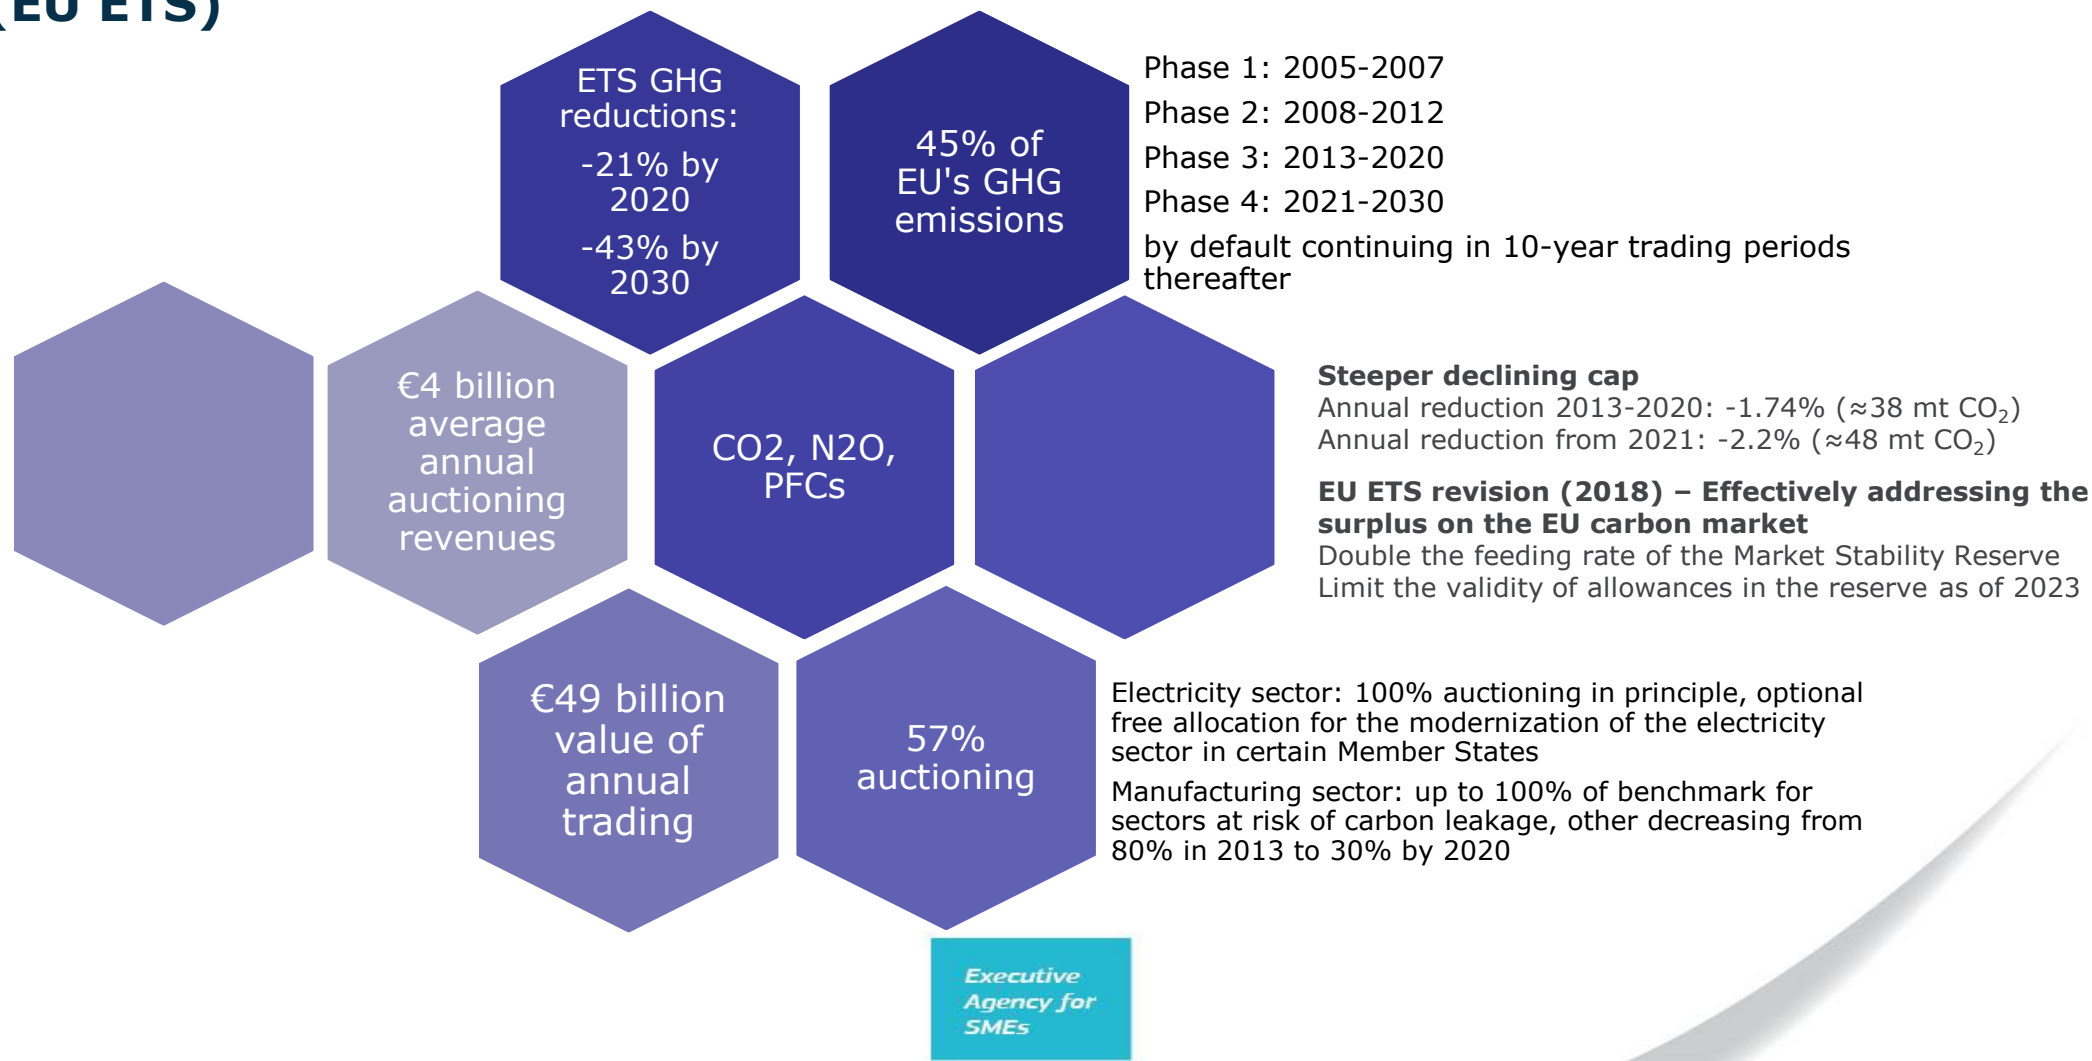 (EU ETS)
ETS GHG
reductions:
-21% by
2020
-43% by
2030
45% of
EU's GHG
emissions
Phase 1: 2005-2007
Phase 2: 2008-2012
Phase 3: 2013-2020
Phase 4: 2021-2030
by default continuing in 10-year trading periods
thereafter
€4 billion
average
annual
auctioning
revenues
CO2, N2O,
PFCs
Steeper declining cap
Annual reduction 2013-2020: -1.74% (≈38 mt CO₂)
Annual reduction from 2021: -2.2% (≈48 mt CO₂)
EU ETS revision (2018) – Effectively addressing the
surplus on the EU carbon market
Double the feeding rate of the Market Stability Reserve
Limit the validity of allowances in the reserve as of 2023
€49 billion
value of
annual
trading
57%
auctioning
Electricity sector: 100% auctioning in principle, optional
free allocation for the modernization of the electricity
sector in certain Member States
Manufacturing sector: up to 100% of benchmark for
sectors at risk of carbon leakage, other decreasing from
80% in 2013 to 30% by 2020
Executive
Agency for
SMEs